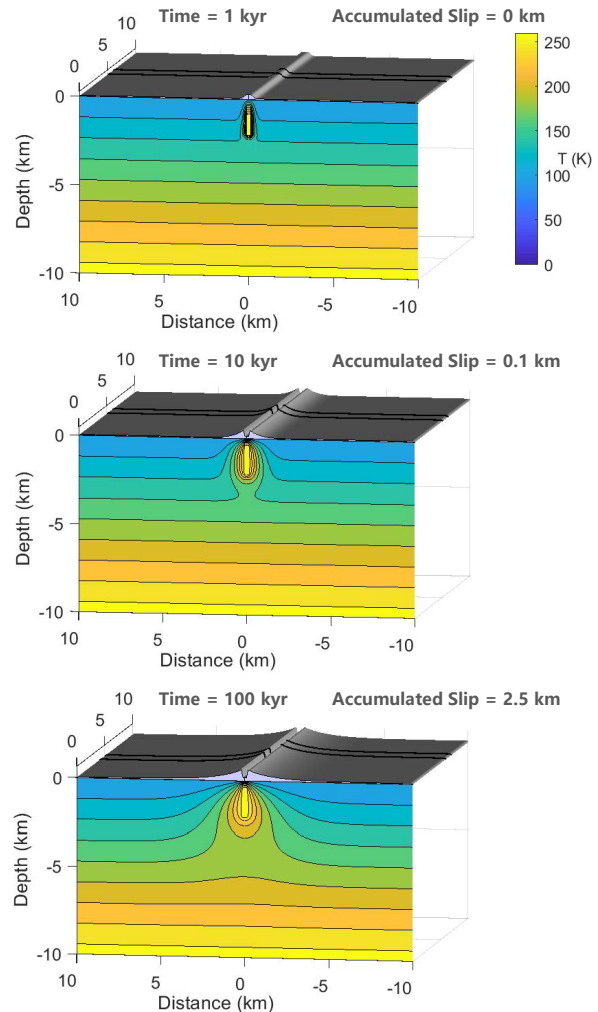 Time = 1 kyr Accumulated Slip = 0 km
10
5
0
0
-5
-10
Depth (km)
10 5 0 -5 -10
Distance (km)
250
200
150
100
50
0
T (K)
Time = 10 kyr Accumulated Slip = 0.1 km
10
5
0
0
-5
-10
Depth (km)
10 5 0 -5 -10
Distance (km)
Time = 100 kyr Accumulated Slip = 2.5 km
10
5
0
0
-5
-10
Depth (km)
10 5 0 -5 -10
Distance (km)